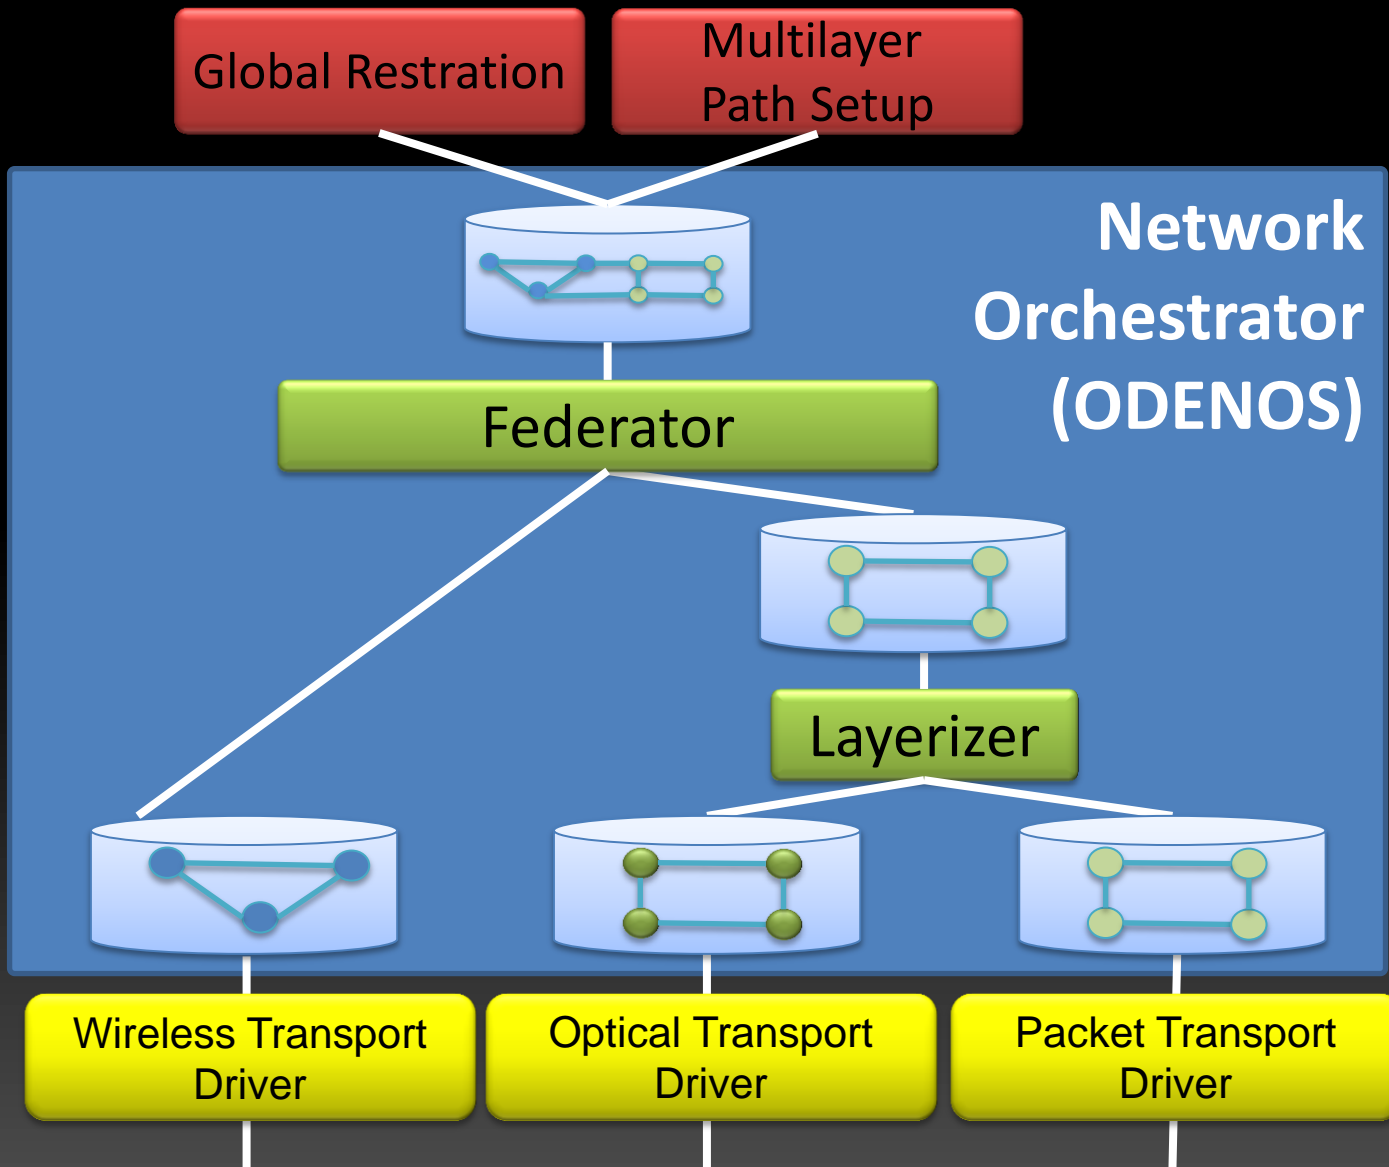 Global Restration
Multilayer
Path Setup
Network
Orchestrator
(ODENOS)
Federator
Layerizer
Wireless Transport
Driver
Optical Transport
Driver
Packet Transport
Driver